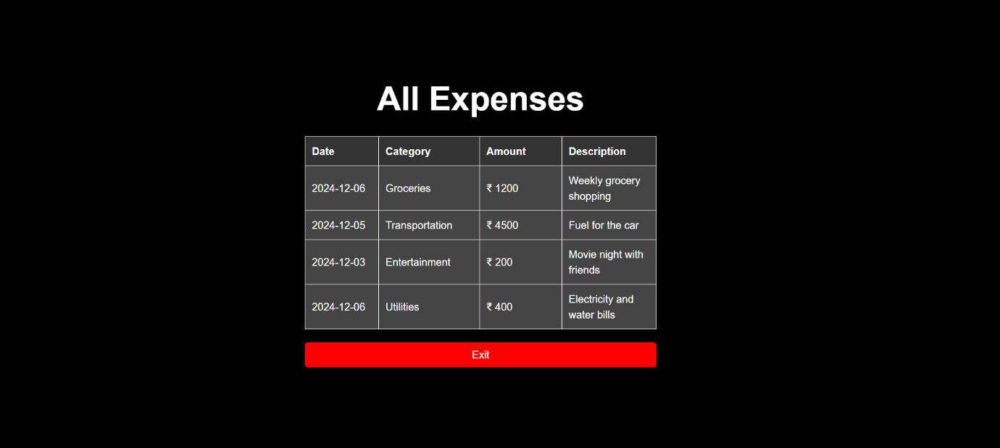 All Expenses
Date Category Amount Description
2024-12-06 Groceries ₹ 1200 Weekly grocery
shopping
2024-12-05 Transportation ₹ 4500 Fuel for the car
2024-12-03 Entertainment ₹ 200 Movie night with
friends
2024-12-06 Utilities ₹ 400 Electricity and
water bills
Exit